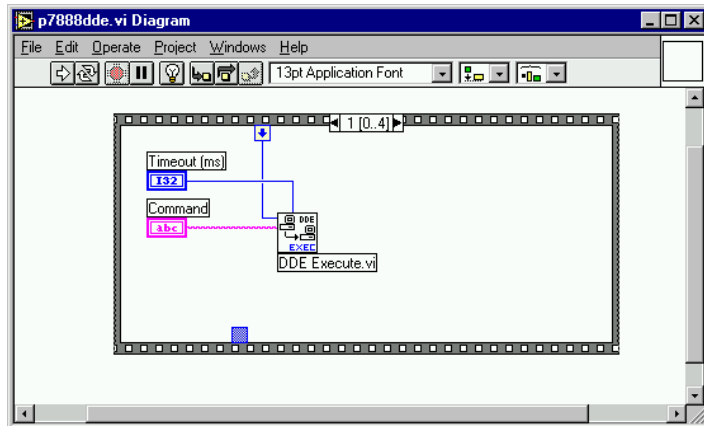 p7888dde.vi Diagram
File Edit Operate Project Windows Help
13pt Application Font
1 [0..4]
Timeout (ms)
I32
Command
abc
DDE
EXEC
DDE Execute.vi